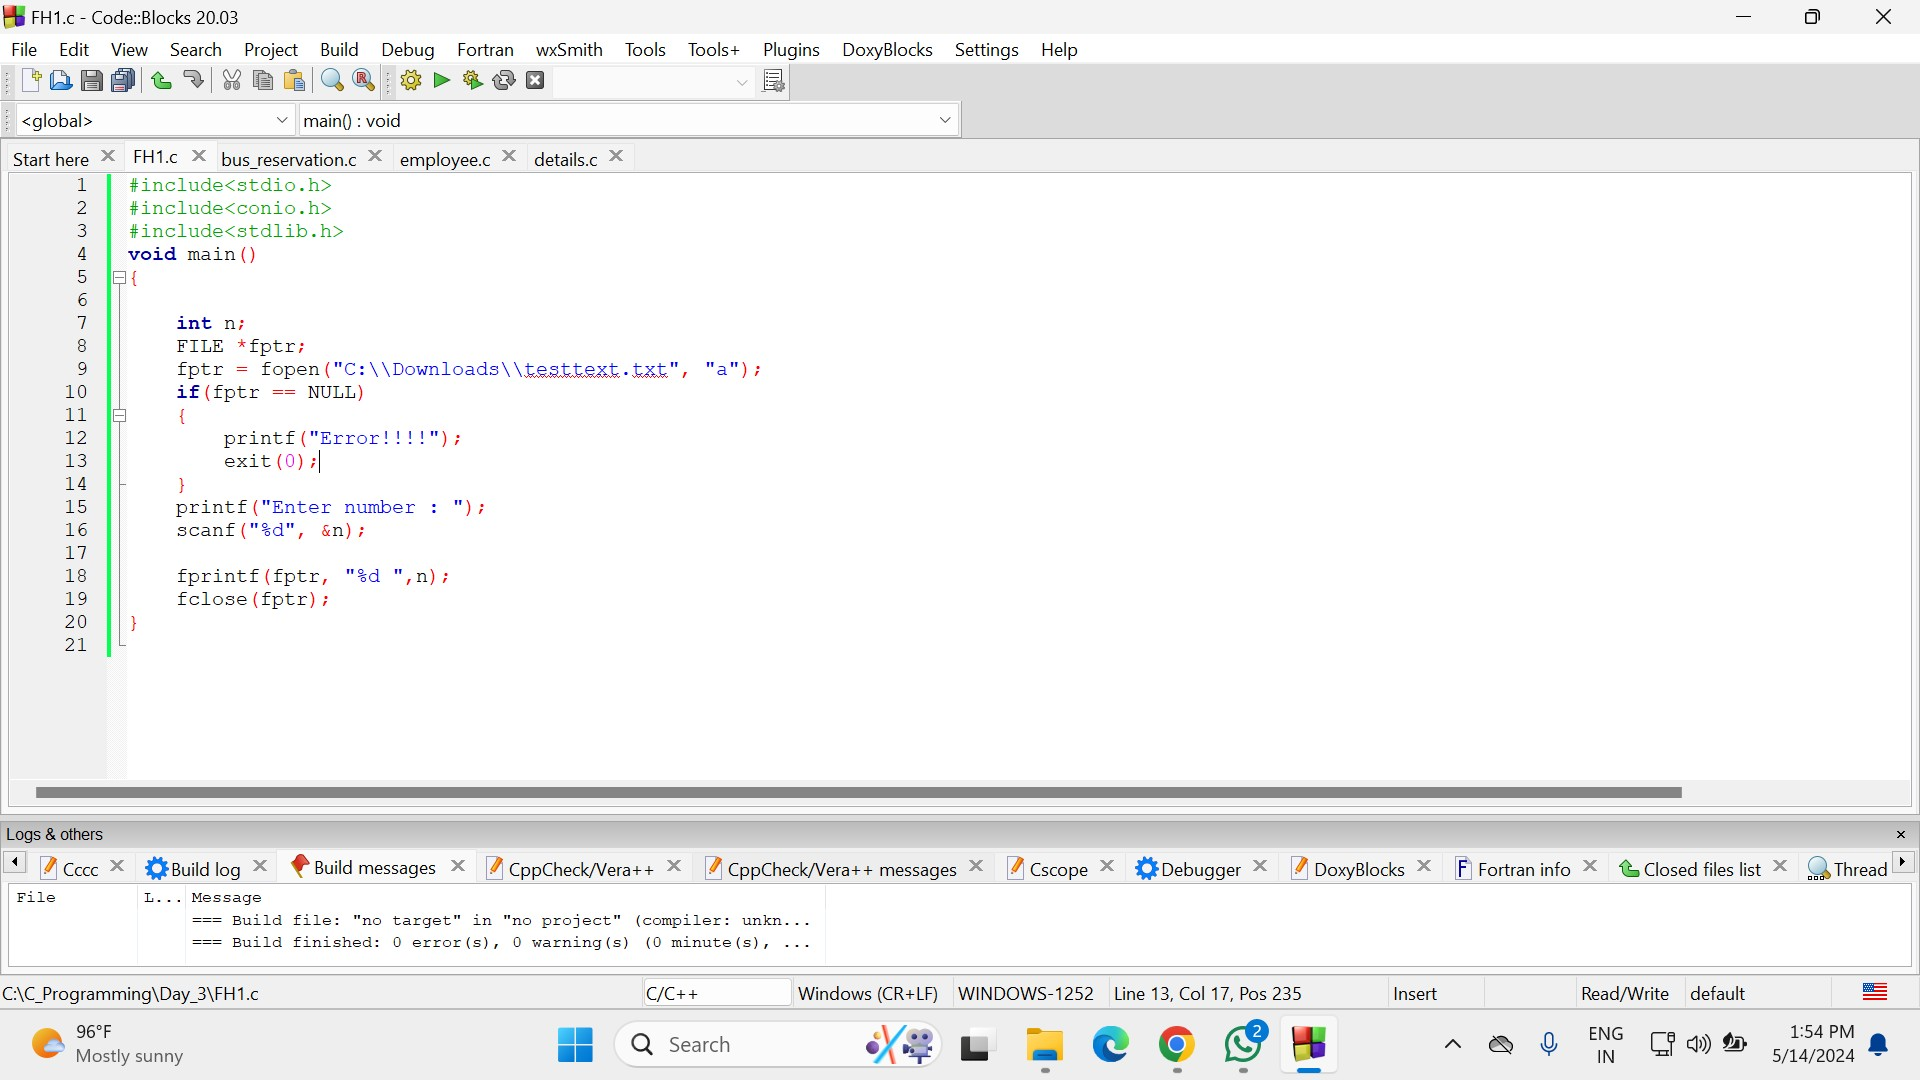 FH1.c - Code::Blocks 20.03
File Edit View Search Project Build Debug Fortran wxSmith Tools Tools+ Plugins DoxyBlocks Settings Help
<global> main() : void
Start here FH1.c bus_reservation.c employee.c details.c
1 #include<stdio.h>
2 #include<conio.h>
3 #include<stdlib.h>
4 void main()
5 {
6
7 int n;
8 FILE *fptr;
9 fptr = fopen("C:\\Downloads\\testtext.txt", "a");
10 if(fptr == NULL)
11 {
12 printf("Error!!!!");
13 exit(0);
14 }
15 printf("Enter number : ");
16 scanf("%d", &n);
17
18 fprintf(fptr, "%d ",n);
19 fclose(fptr);
20 }
21
Logs & others
Cccc Build log Build messages CppCheck/Vera++ CppCheck/Vera++ messages Cscope Debugger DoxyBlocks Fortran info Closed files list Thread
File L... Message
=== Build file: "no target" in "no project" (compiler: unkn...
=== Build finished: 0 error(s), 0 warning(s) (0 minute(s), ...
C:\C_Programming\Day_3\FH1.c C/C++ Windows (CR+LF) WINDOWS-1252 Line 13, Col 17, Pos 235 Insert Read/Write default
96°F
Mostly sunny
Search
2
ENG
IN
1:54 PM
5/14/2024